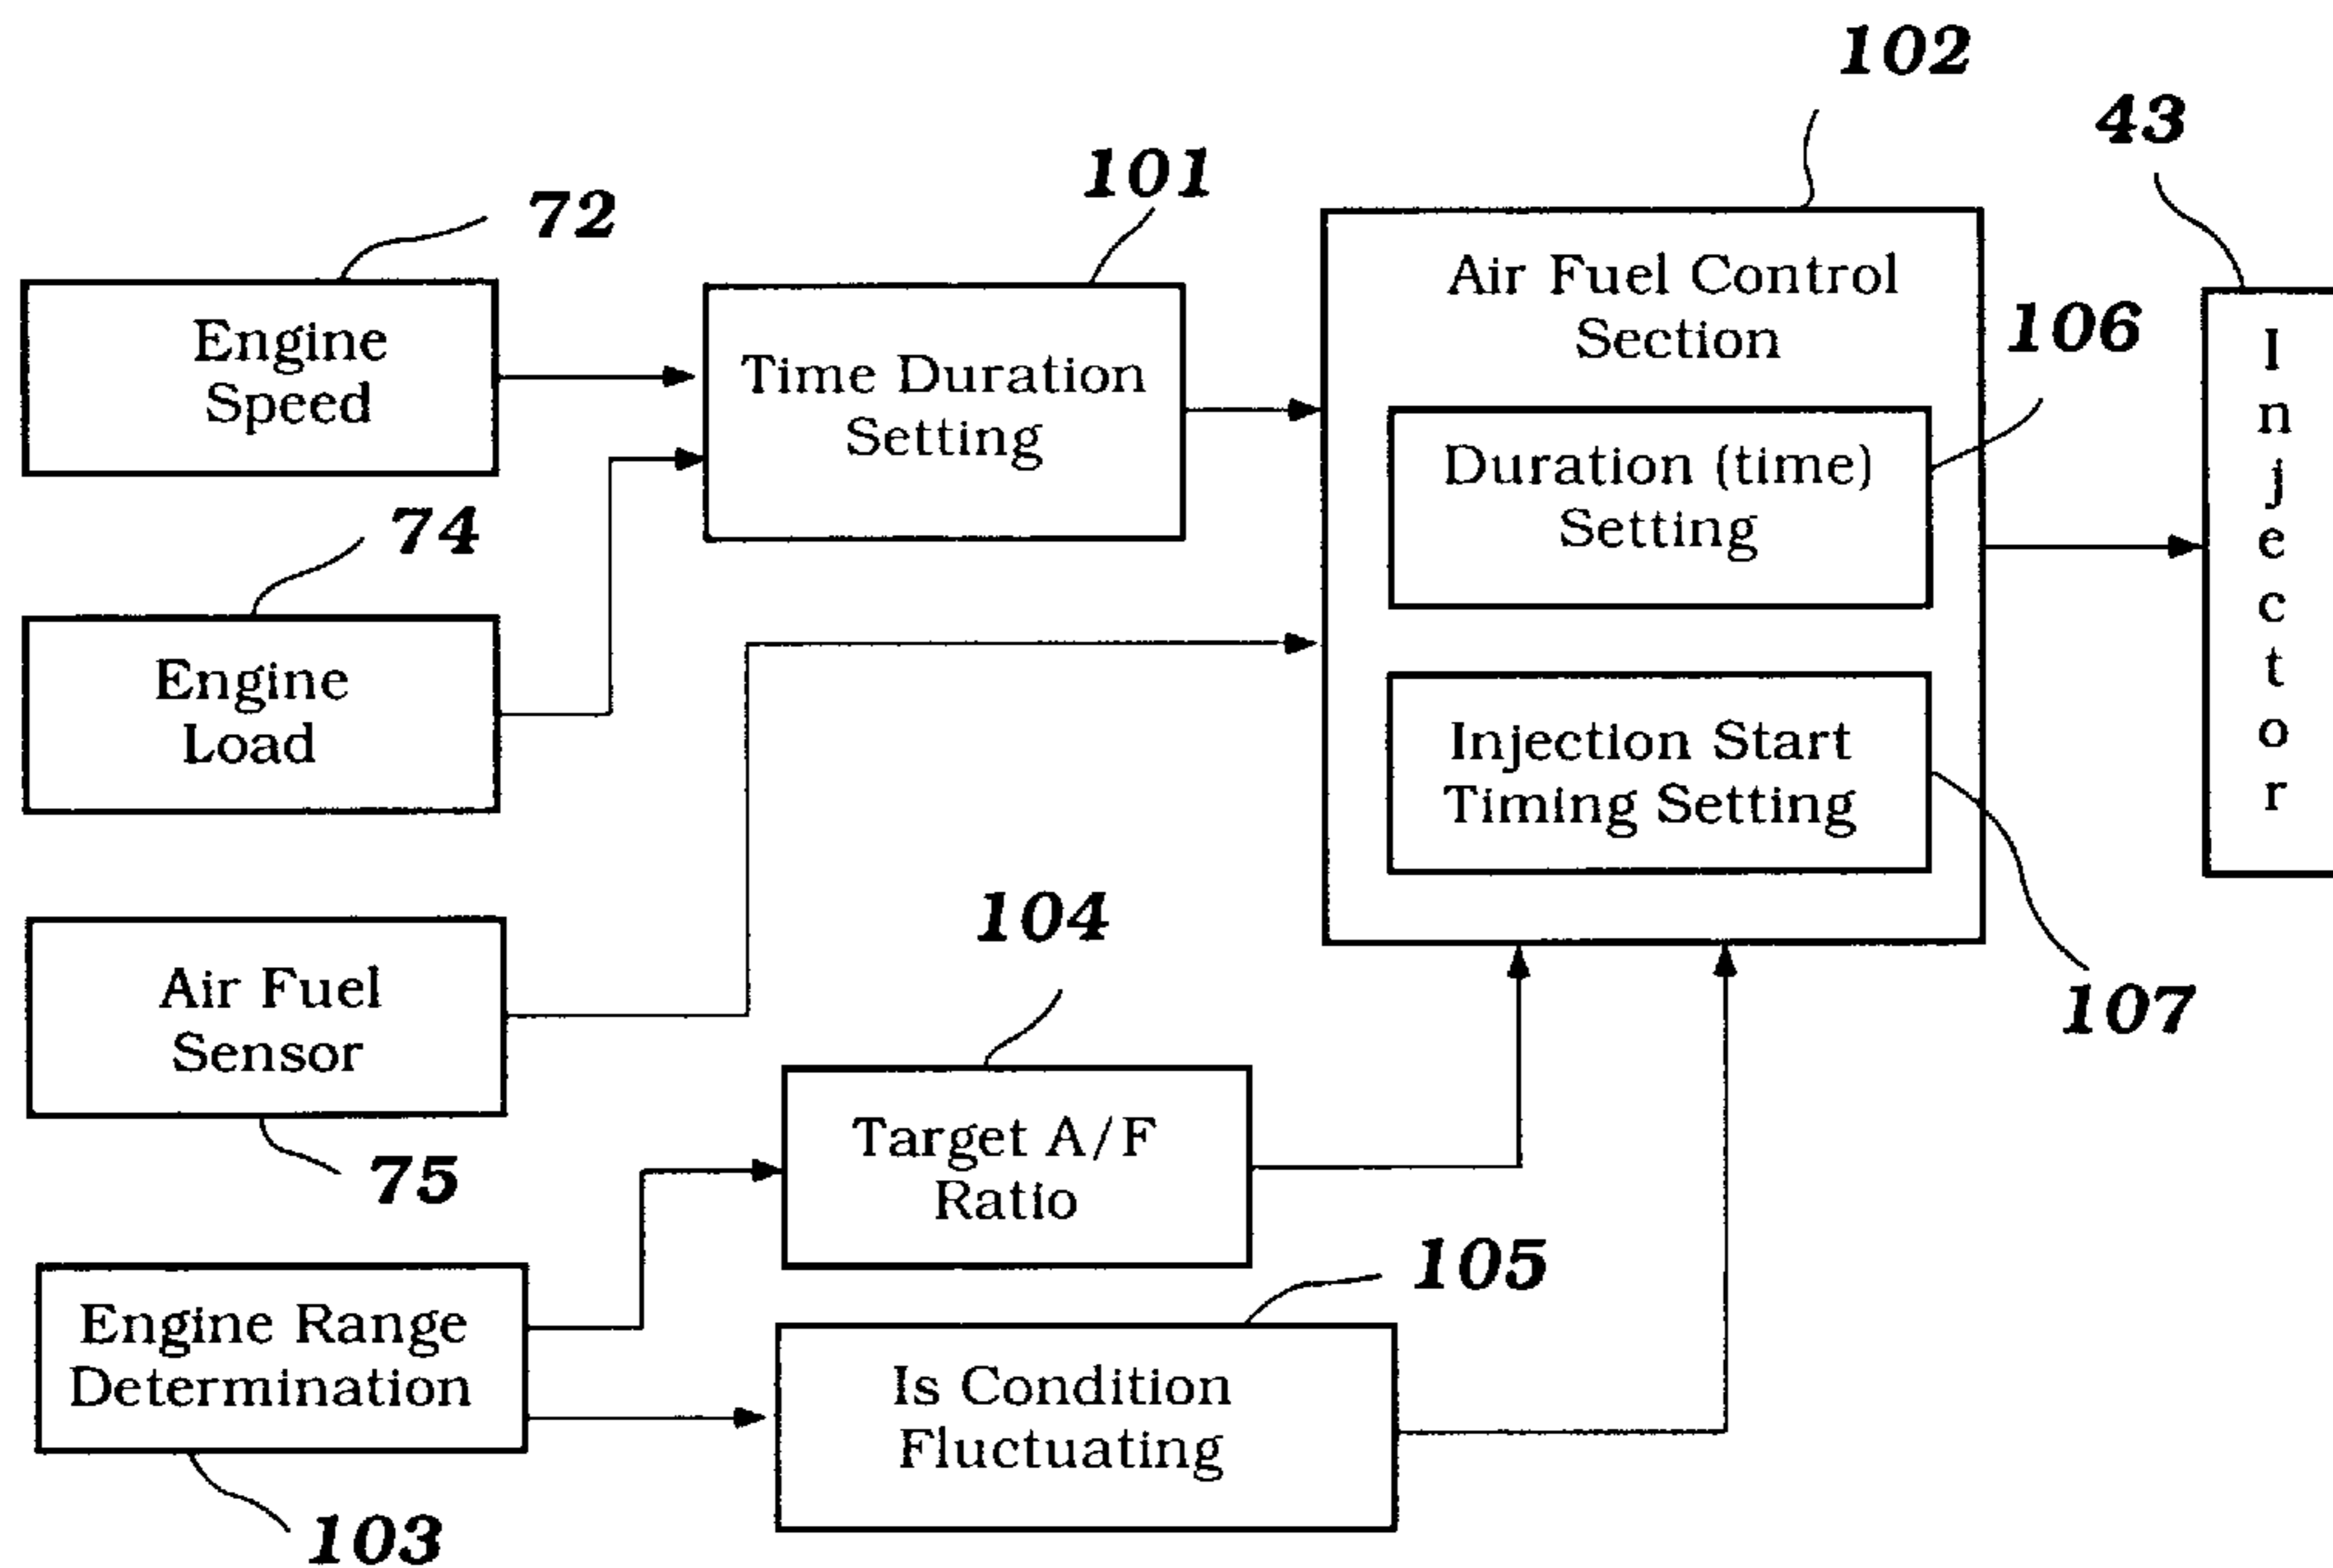 102
43
101
72
Engine
Speed
Time Duration
Setting
Air Fuel Control
Section
106
Duration (time)
Setting
Injector
74
Engine
Load
Injection Start
Timing Setting
107
Air Fuel
Sensor
75
104
Target A/F
Ratio
105
Engine Range
Determination
103
Is Condition
Fluctuating